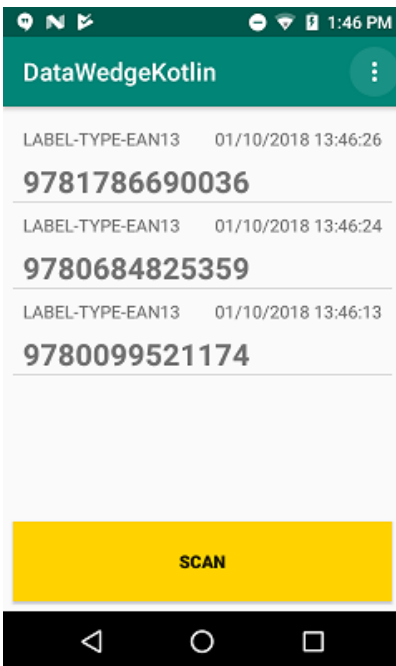 1:46 PM
DataWedgeKotlin
LABEL-TYPE-EAN13 01/10/2018 13:46:26
9781786690036
LABEL-TYPE-EAN13 01/10/2018 13:46:24
9780684825359
LABEL-TYPE-EAN13 01/10/2018 13:46:13
9780099521174
SCAN